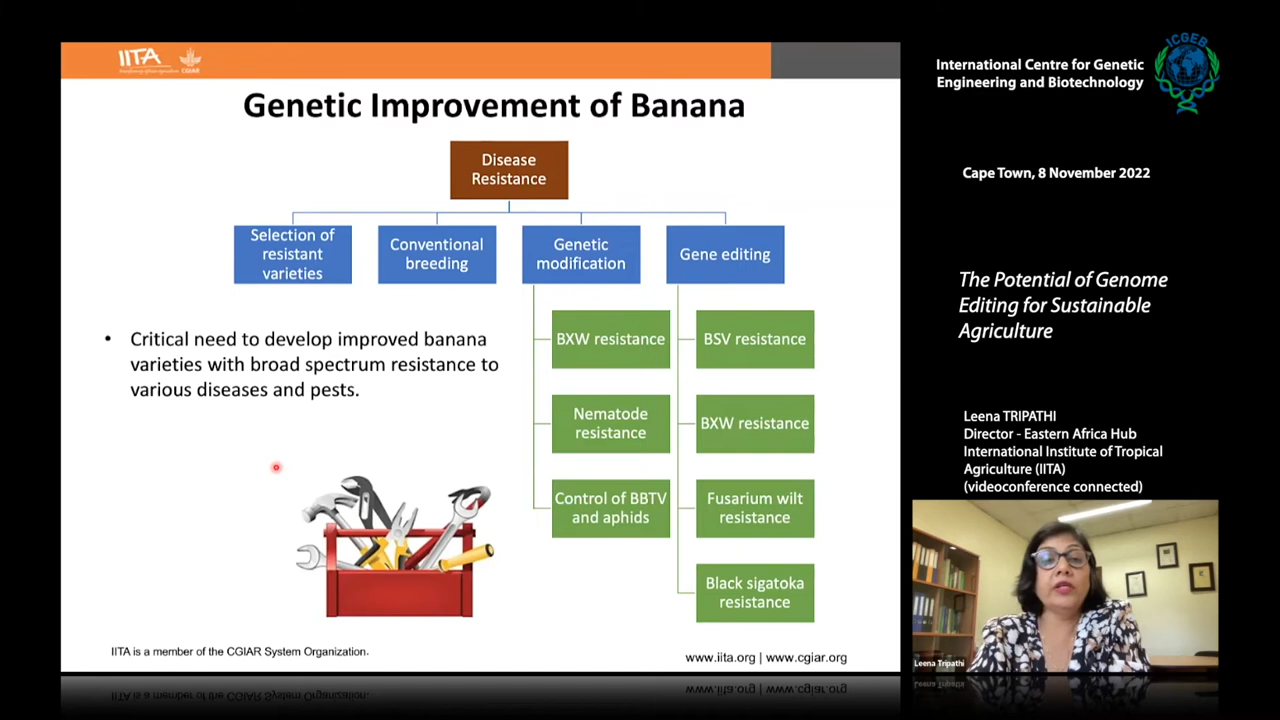 IITA
CGIAR
Genetic Improvement of Banana
Disease
Resistance
Selection of
resistant
varieties
Conventional
breeding
Genetic
modification
Gene editing
BXW resistance
Nematode
resistance
Control of BBTV
and aphids
BSV resistance
BXW resistance
Fusarium wilt
resistance
Black sigatoka
resistance
• Critical need to develop improved banana
varieties with broad spectrum resistance to
various diseases and pests.
IITA is a member of the CGIAR System Organization.
www.iita.org | www.cgiar.org
International Centre for Genetic
Engineering and Biotechnology
ICGEB
Cape Town, 8 November 2022
The Potential of Genome
Editing for Sustainable
Agriculture
Leena TRIPATHI
Director - Eastern Africa Hub
International Institute of Tropical
Agriculture (IITA)
(videoconference connected)
Leena Tripathi